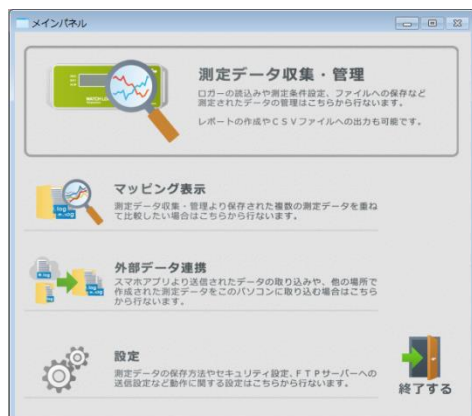 メインパネル
測定データ収集・管理
ロガーの読込みや測定条件設定、ファイルへの保存など
測定されたデータの管理はこちらから行ないます。
レポートの作成やCSVファイルへの出力も可能です。
マッピング表示
測定データ収集・管理より保存された複数の測定データを重ね
て比較したい場合はこちらから行ないます。
log
log
外部データ連携
スマホアプリより送信されたデータの取り込みや、他の場所で
作成された測定データをこのパソコンに取り込む場合はこちら
から行ないます。
設定
測定データの保存方法やセキュリティ設定、FTPサーバーへの
送信設定など動作に関する設定はこちらから行ないます。
終了する